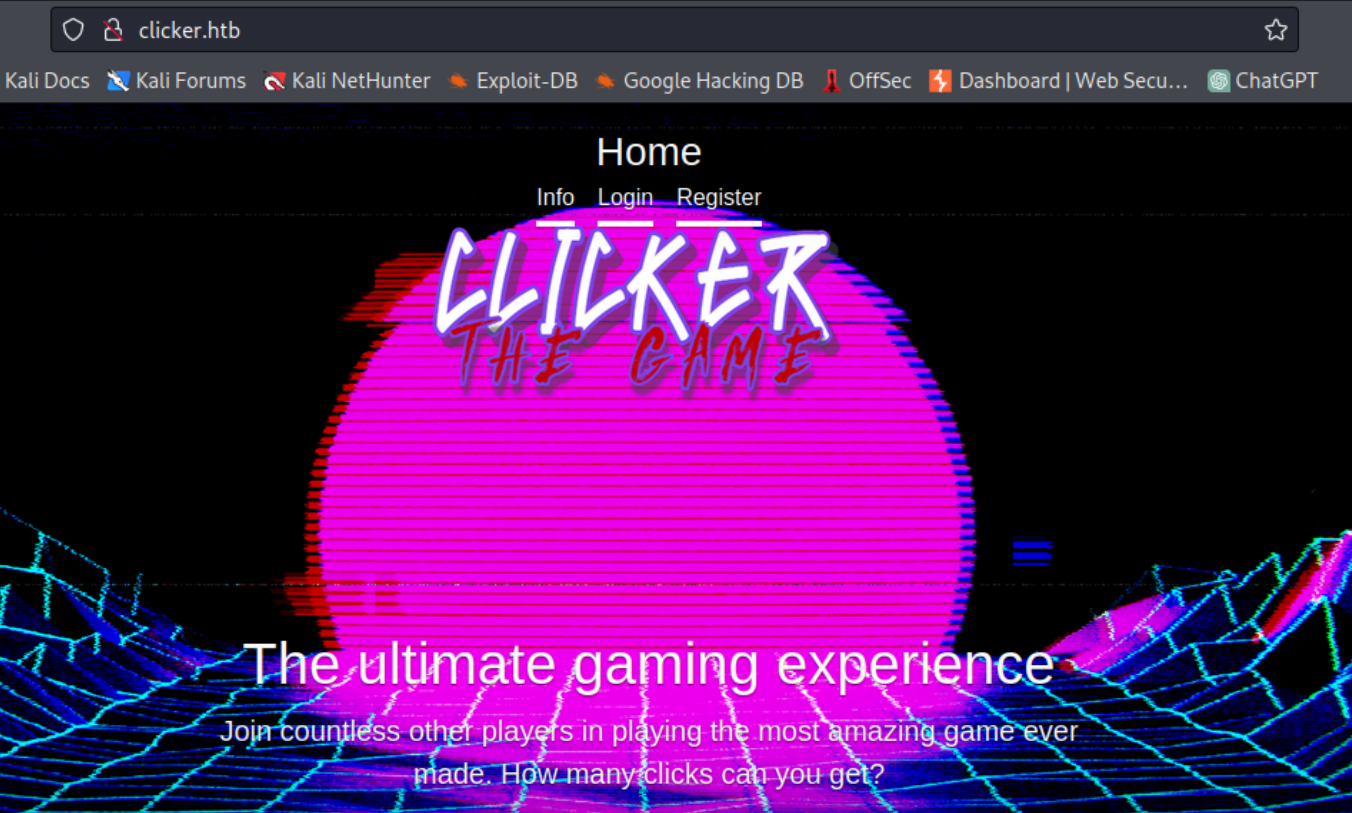 clicker.htb
Kali Docs Kali Forums Kali NetHunter Exploit-DB Google Hacking DB OffSec Dashboard | Web Secu… ChatGPT
Home
Info Login Register
CLICKER
THE GAME
The ultimate gaming experience
Join countless other players in playing the most amazing game ever
made. How many clicks can you get?